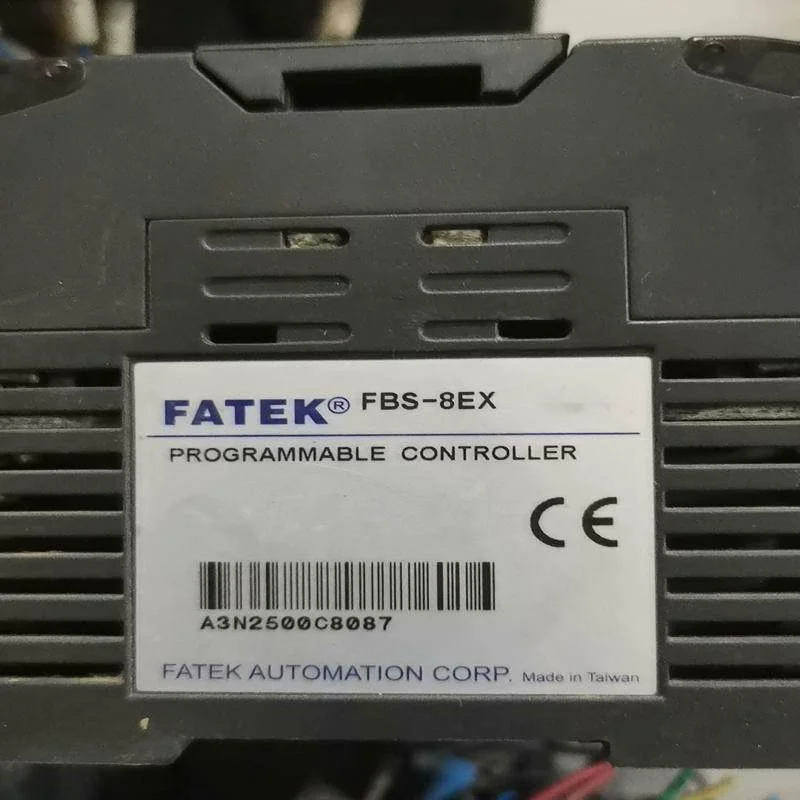 FATEK® FBS-8EX
PROGRAMMABLE CONTROLLER
CE
A3N2500C8087
FATEK AUTOMATION CORP. Made in Taiwan